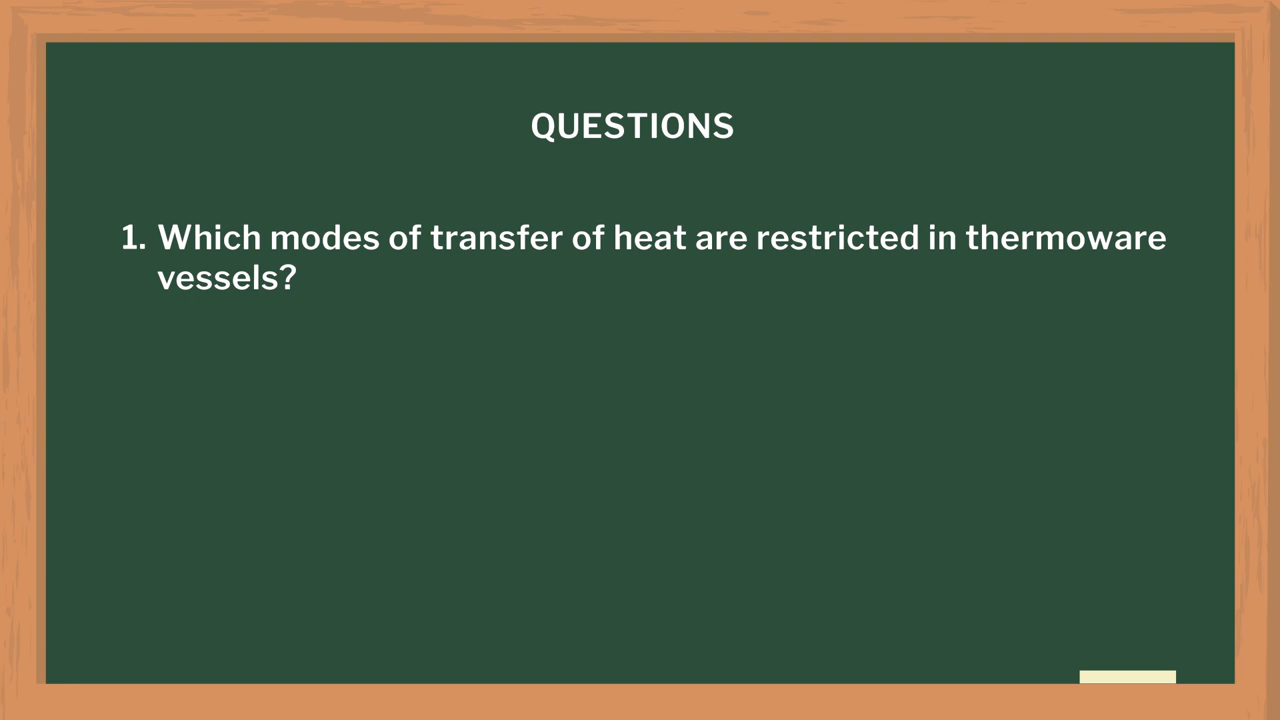 QUESTIONS
1. Which modes of transfer of heat are restricted in thermoware
vessels?